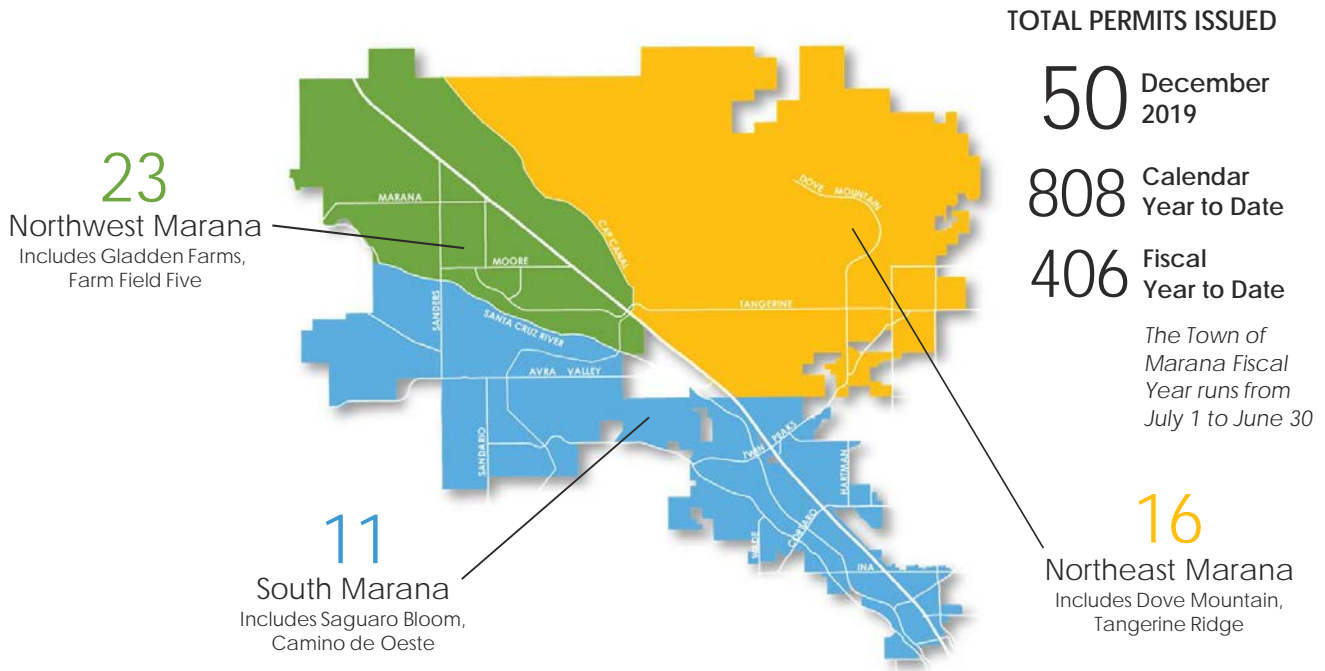 TOTAL PERMITS ISSUED
50 December
2019
808 Calendar
Year to Date
406 Fiscal
Year to Date
The Town of
Marana Fiscal
Year runs from
July 1 to June 30
23
Northwest Marana
Includes Gladden Farms,
Farm Field Five
MARANA
MOORE
SANDERS
CAP CANAL
DOVE MOUNTAIN
TANGERINE
SANTA CRUZ RIVER
AVRA VALLEY
SANDARIO
TWIN PEAKS
HARTMAN
CORTARO
INA
11
South Marana
Includes Saguaro Bloom,
Camino de Oeste
16
Northeast Marana
Includes Dove Mountain,
Tangerine Ridge